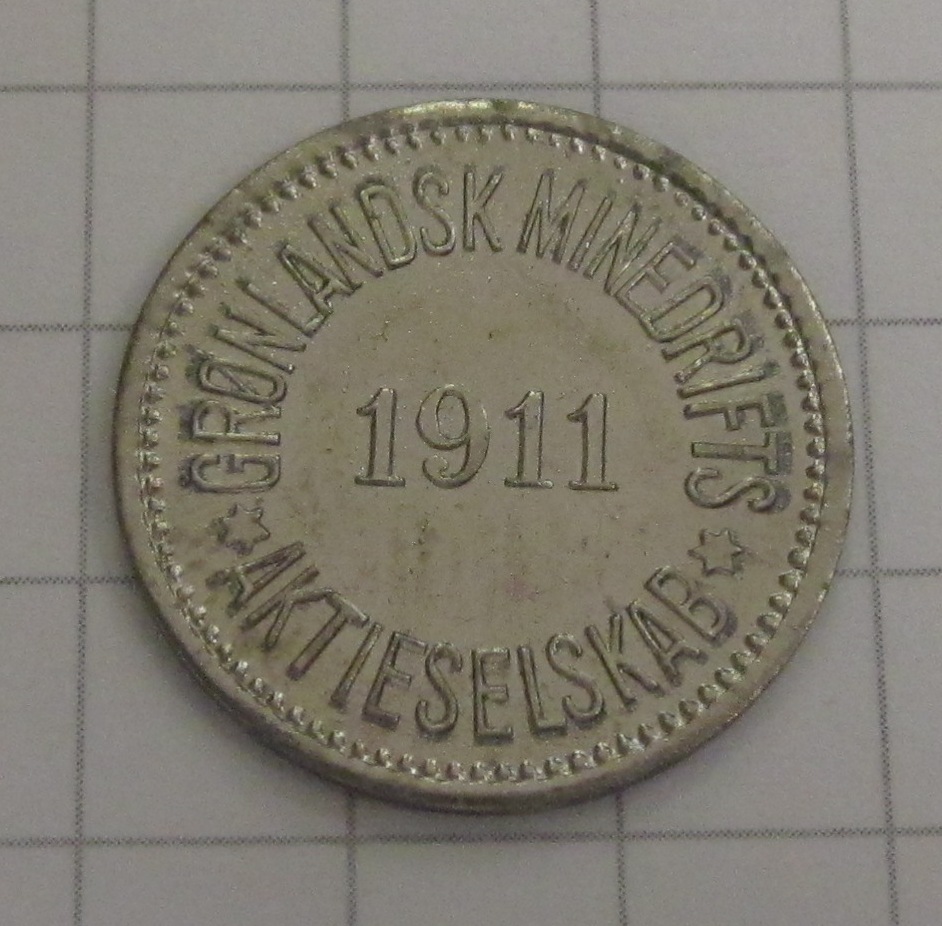 GRØNLANDSK MINEDRIFTS
1911
AKTIESELSKAB